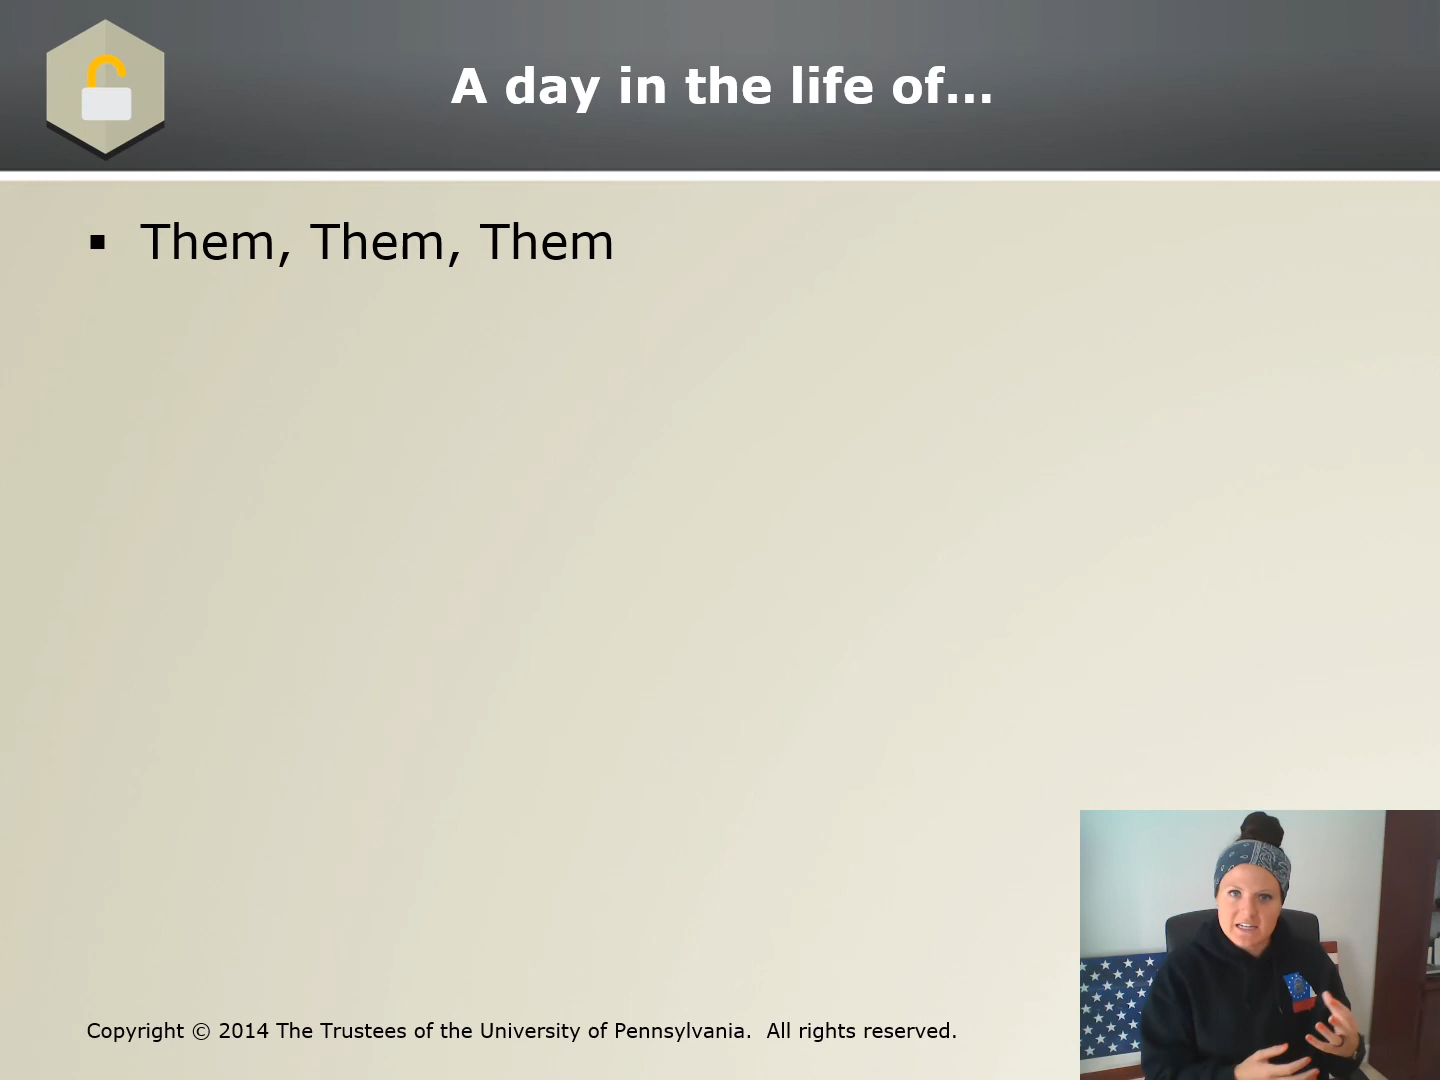 A day in the life of…
▪ Them, Them, Them
Copyright © 2014 The Trustees of the University of Pennsylvania. All rights reserved.